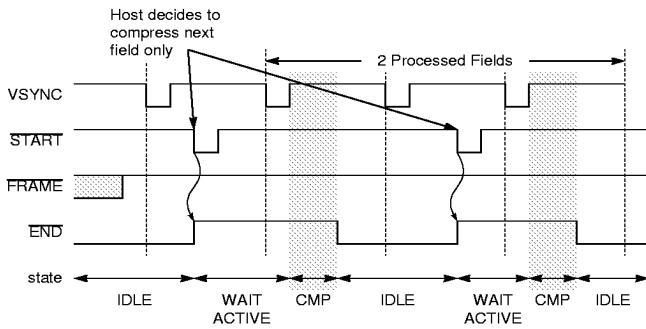 Host decides to
compress next
field only
2 Processed Fields
VSYNC
START
FRAME
END
state
IDLE
WAIT
ACTIVE
CMP
IDLE
WAIT
ACTIVE
CMP
IDLE